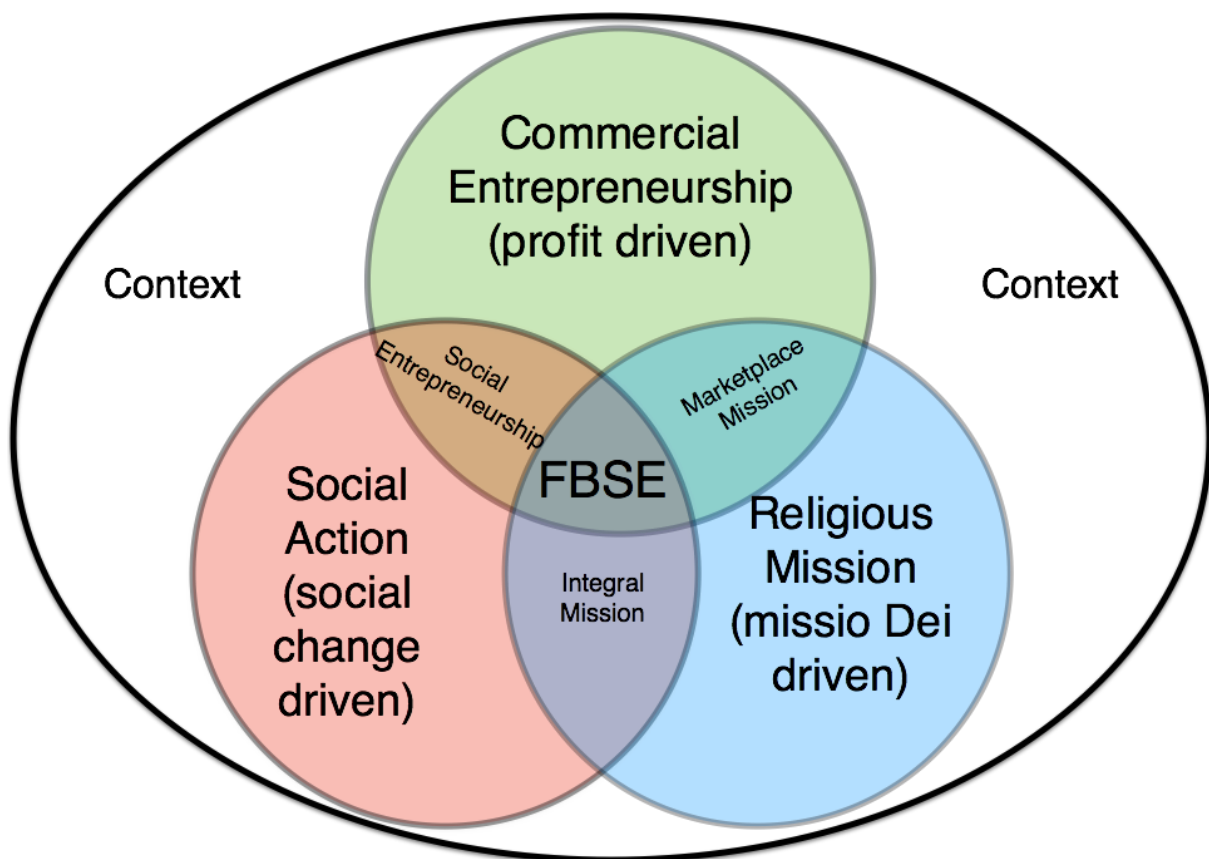 Commercial
Entrepreneurship
(profit driven)
Context
Context
Social
Entrepreneurship
Marketplace
Mission
FBSE
Social
Action
(social
change
driven)
Religious
Mission
(missio Dei
driven)
Integral
Mission